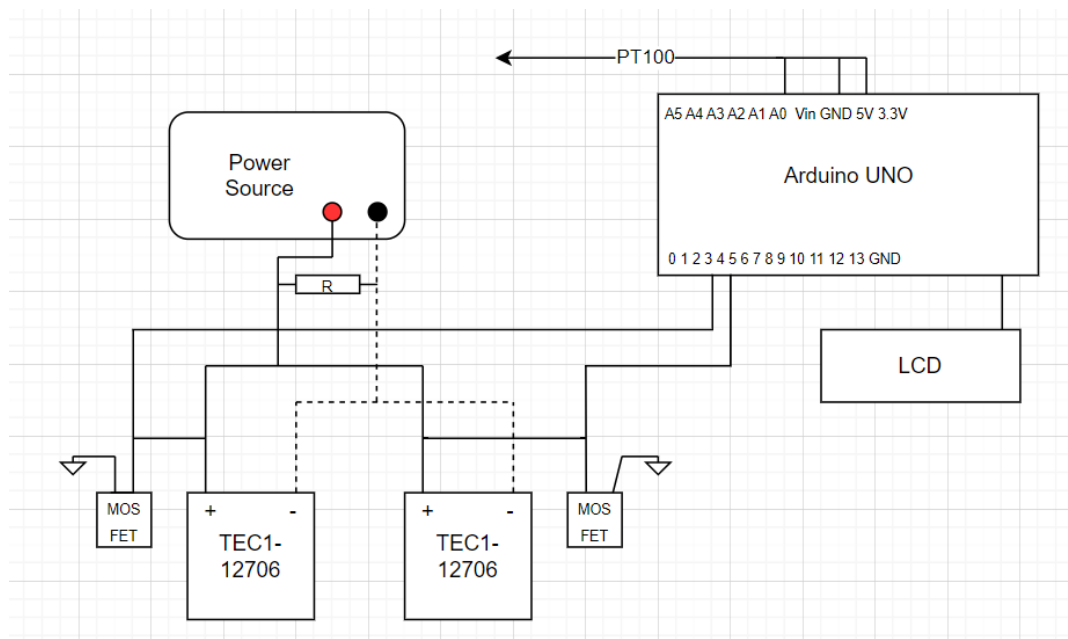 PT100
A5 A4 A3 A2 A1 A0 Vin GND 5V 3.3V
Power
Source
Arduino UNO
0 1 2 3 4 5 6 7 8 9 10 11 12 13 GND
R
LCD
MOS
FET
+ -
TEC1-
12706
+ -
TEC1-
12706
MOS
FET